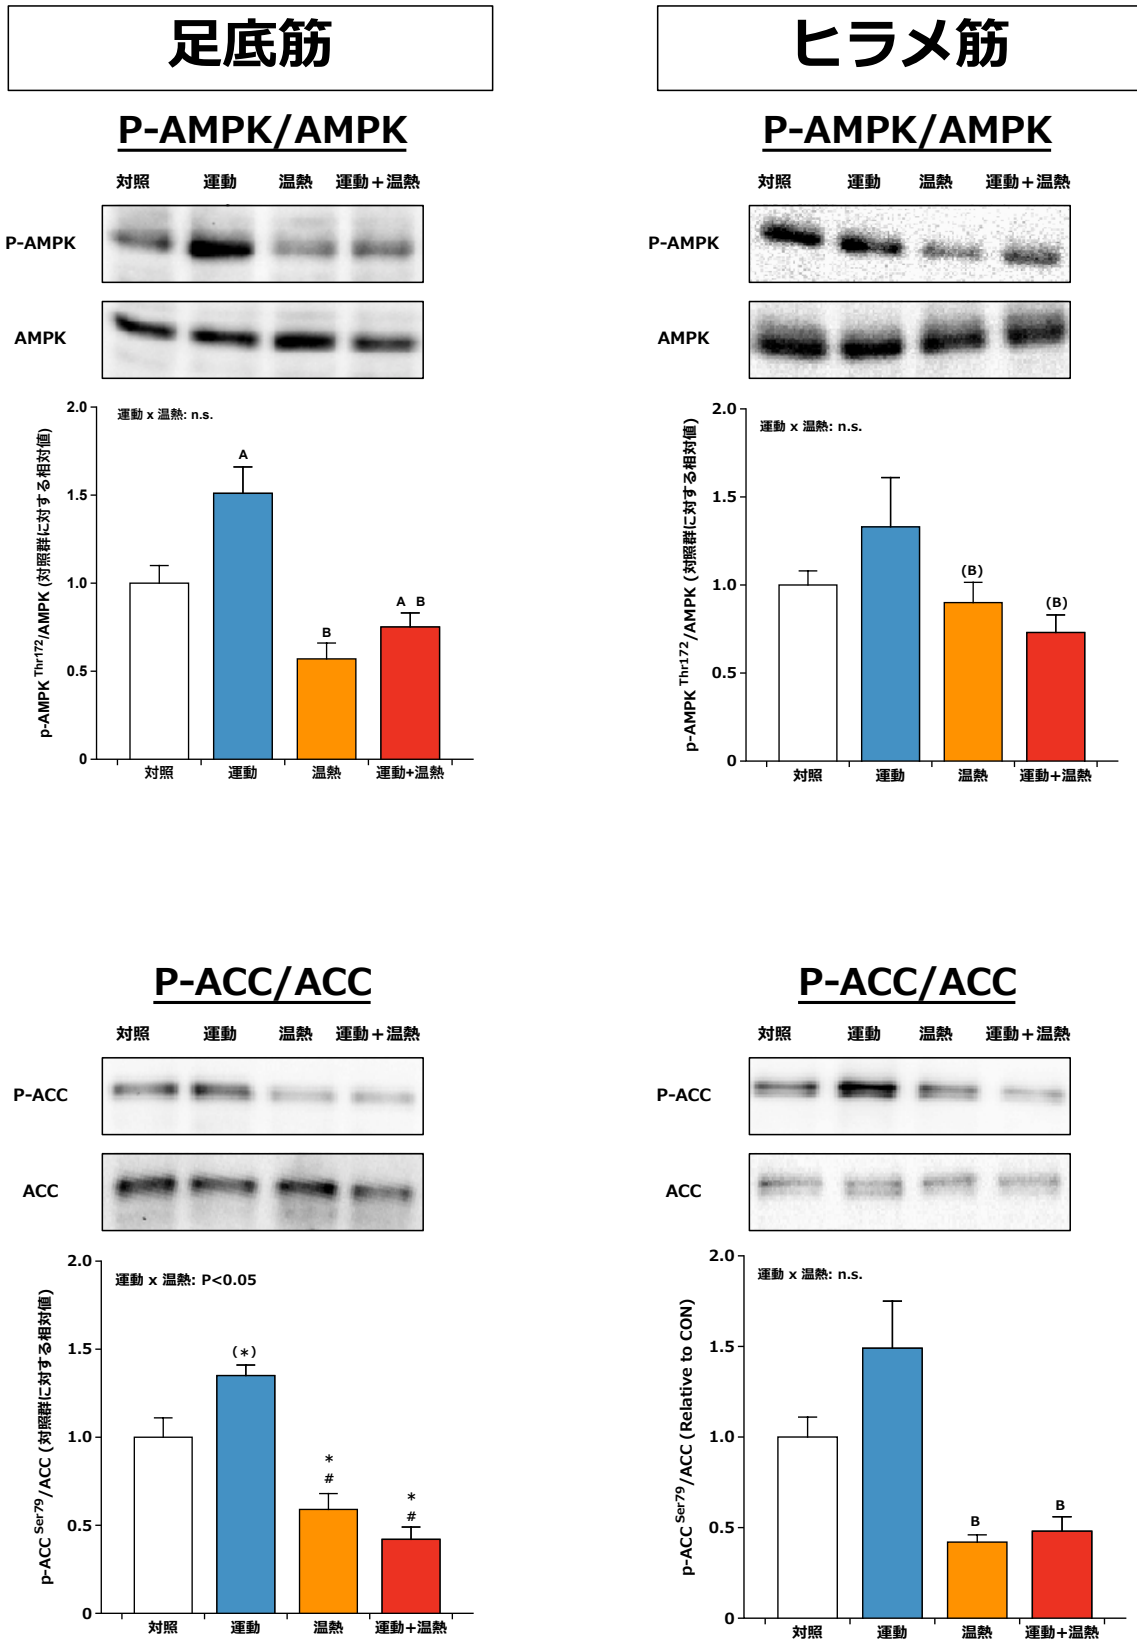 足底筋
P-AMPK/AMPK
対照 運動 温熱 運動+温熱
P-AMPK
AMPK
2.0
1.5
1.0
0.5
0
運動 x 温熱: n.s.
p-AMPK Thr172/AMPK (対照群に対する相対値)
A
B
A B
対照 運動 温熱 運動+温熱
P-ACC/ACC
対照 運動 温熱 運動+温熱
P-ACC
ACC
2.0
1.5
1.0
0.5
0
運動 x 温熱: P<0.05
p-ACC Ser79/ACC (対照群に対する相対値)
(*)
*
#
*
#
対照 運動 温熱 運動+温熱
ヒラメ筋
P-AMPK/AMPK
対照 運動 温熱 運動+温熱
P-AMPK
AMPK
2.0
1.5
1.0
0.5
0
運動 x 温熱: n.s.
p-AMPK Thr172/AMPK (対照群に対する相対値)
(B)
(B)
対照 運動 温熱 運動+温熱
P-ACC/ACC
対照 運動 温熱 運動+温熱
P-ACC
ACC
2.0
1.5
1.0
0.5
0
運動 x 温熱: n.s.
p-ACC Ser79/ACC (Relative to CON)
B
B
対照 運動 温熱 運動+温熱